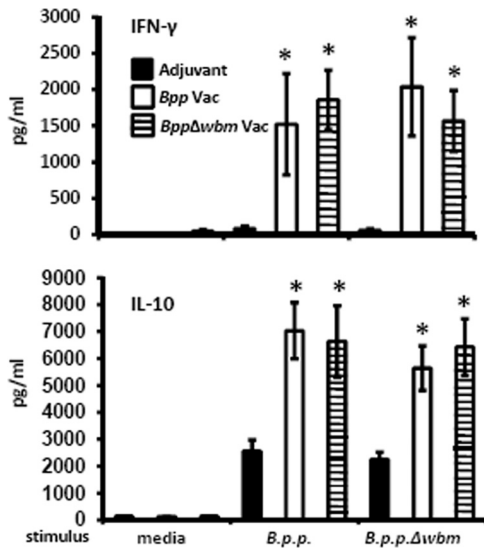 IFN-γ
Adjuvant
Bpp Vac
BppΔwbm Vac
pg/ml
3000
2500
2000
1500
1000
500
0
* * * *
IL-10
pg/ml
9000
8000
7000
6000
5000
4000
3000
2000
1000
0
* * * *
stimulus media B.p.p. B.p.p.Δwbm